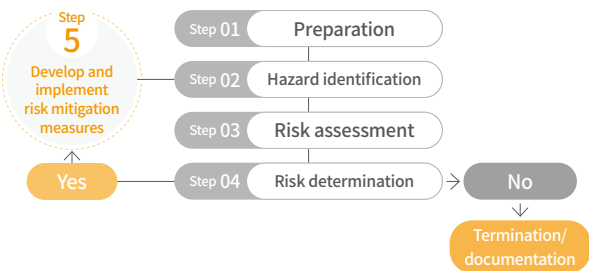 Step
5
Develop and
implement
risk mitigation
measures
Step 01 Preparation
Step 02 Hazard identification
Step 03 Risk assessment
Yes
Step 04 Risk determination
No
Termination/
documentation